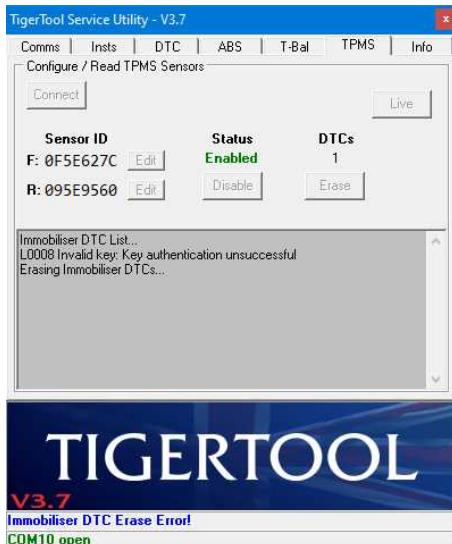 TigerTool Service Utility - V3.7
x
Comms Insts DTC ABS T-Bal TPMS Info
Configure / Read TPMS Sensors
Connect
Live
Sensor ID Status DTCs
F: 0F5E627C Edit Enabled 1
R: 095E9560 Edit Disable Erase
Immobiliser DTC List...
L0008 Invalid key: Key authentication unsuccessful
Erasing Immobiliser DTCs...
TIGERTOOL
V3.7
Immobiliser DTC Erase Error!
COM10 open